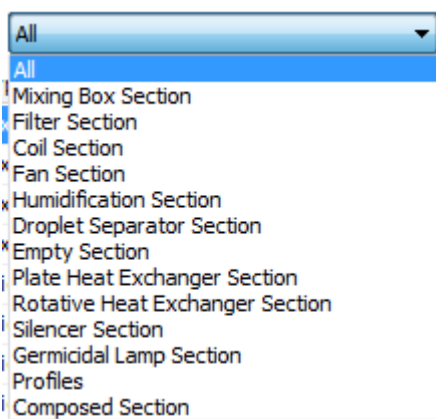 All
All
Mixing Box Section
Filter Section
Coil Section
Fan Section
Humidification Section
Droplet Separator Section
Empty Section
Plate Heat Exchanger Section
Rotative Heat Exchanger Section
Silencer Section
Germicidal Lamp Section
Profiles
Composed Section